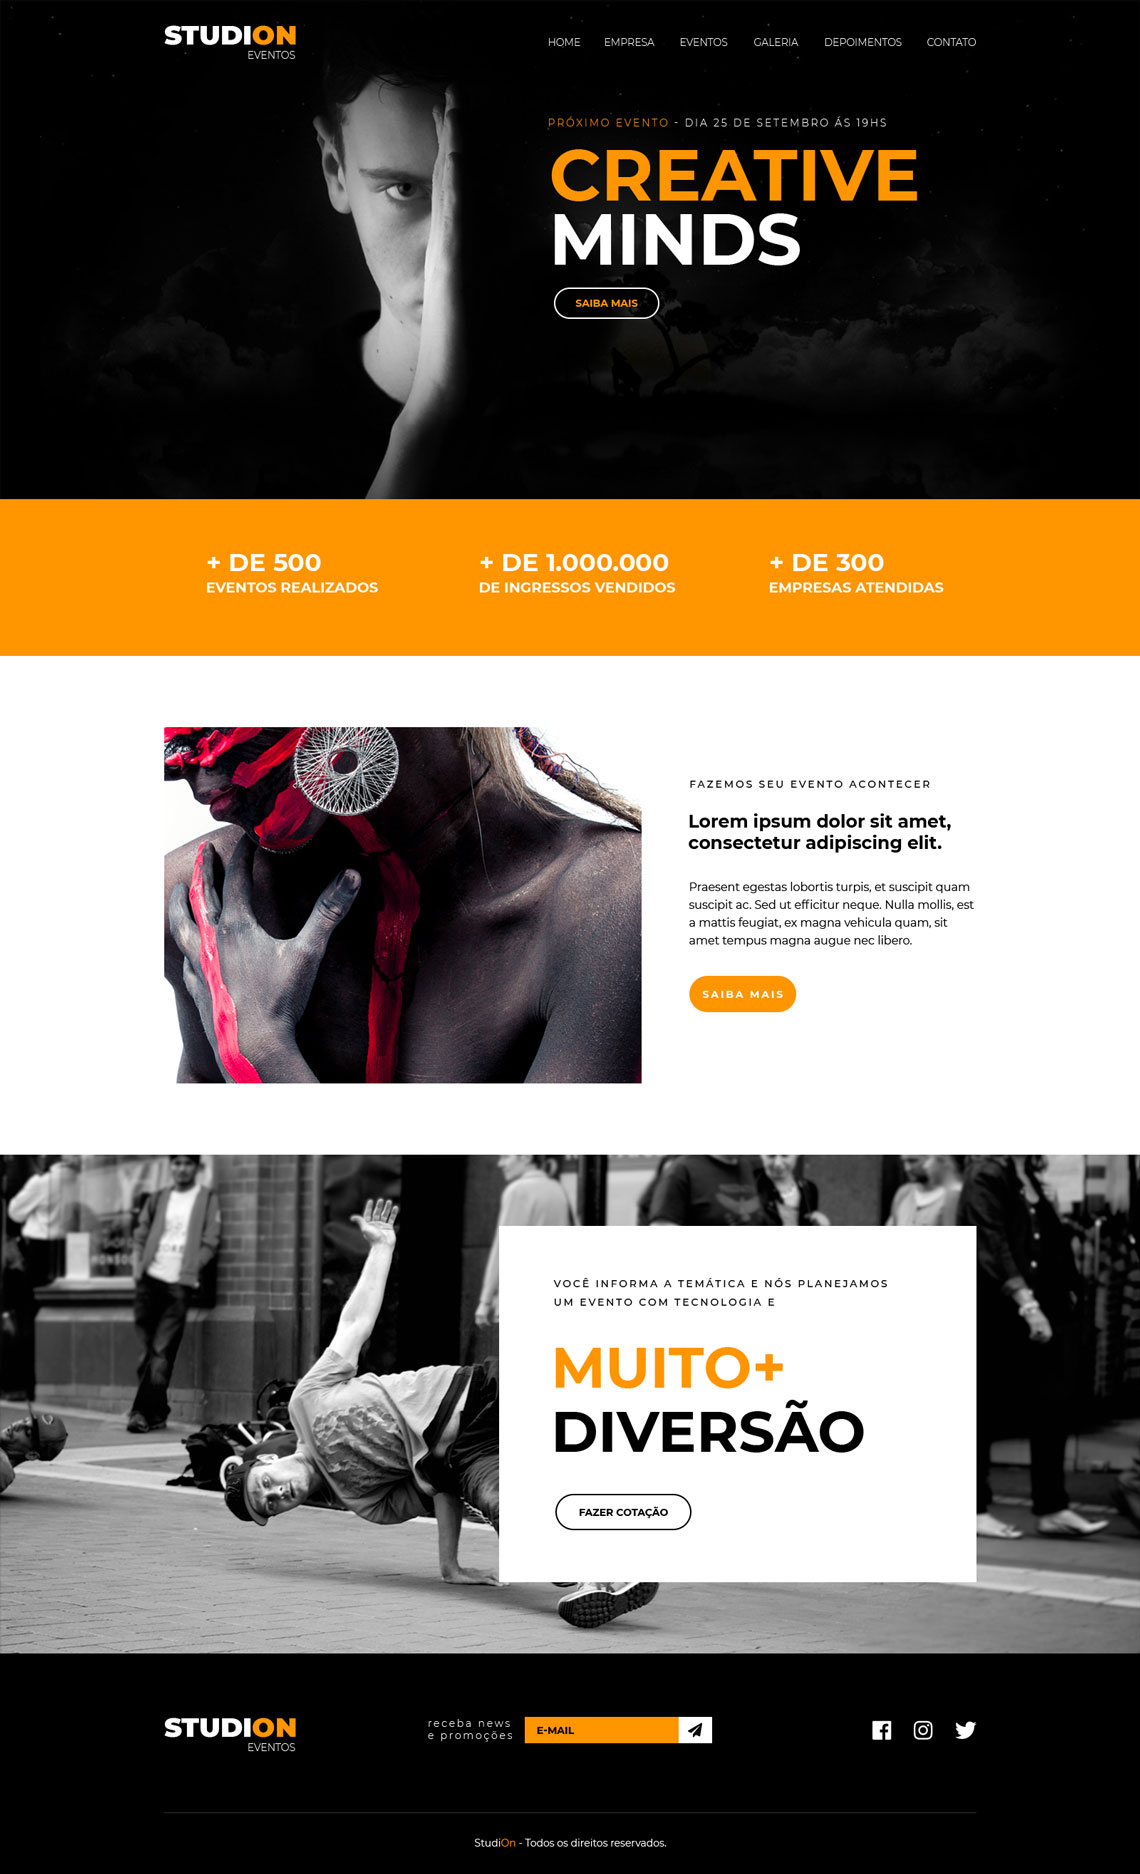 STUDION
EVENTOS
HOME EMPRESA EVENTOS GALERIA DEPOIMENTOS CONTATO
PRÓXIMO EVENTO - DIA 25 DE SETEMBRO ÁS 19HS
CREATIVE
MINDS
SAIBA MAIS
+ DE 500
EVENTOS REALIZADOS
+ DE 1.000.000
DE INGRESSOS VENDIDOS
+ DE 300
EMPRESAS ATENDIDAS
FAZEMOS SEU EVENTO ACONTECER
Lorem ipsum dolor sit amet,
consectetur adipiscing elit.
Praesent egestas lobortis turpis, et suscipit quam
suscipit ac. Sed ut efficitur neque. Nulla mollis, est
a mattis feugiat, ex magna vehicula quam, sit
amet tempus magna augue nec libero.
SAIBA MAIS
VOCÊ INFORMA A TEMÁTICA E NÓS PLANEJAMOS
UM EVENTO COM TECNOLOGIA E
MUITO+
DIVERSÃO
FAZER COTAÇÃO
STUDION
EVENTOS
receba news
e promoções
E-MAIL
StudiOn - Todos os direitos reservados.